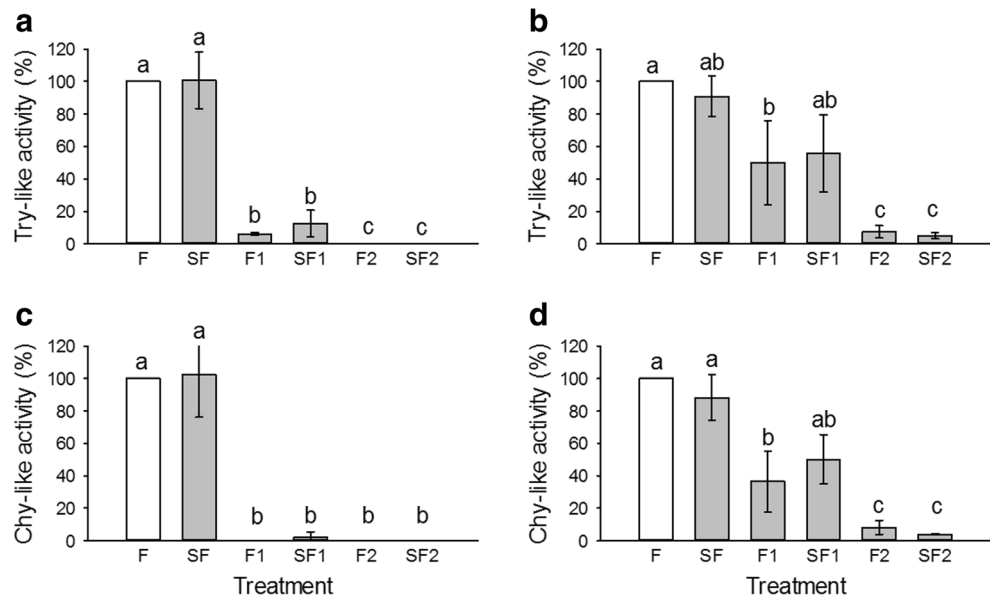 a
Try-like activity (%)
120
100
80
60
40
20
0
a
a
b
b
c
c
F SF F1 SF1 F2 SF2
b
Try-like activity (%)
120
100
80
60
40
20
0
a
ab
b
ab
c
c
F SF F1 SF1 F2 SF2
c
Chy-like activity (%)
120
100
80
60
40
20
0
a
a
b
b
b
b
F SF F1 SF1 F2 SF2
Treatment
d
Chy-like activity (%)
120
100
80
60
40
20
0
a
a
b
ab
c
c
F SF F1 SF1 F2 SF2
Treatment